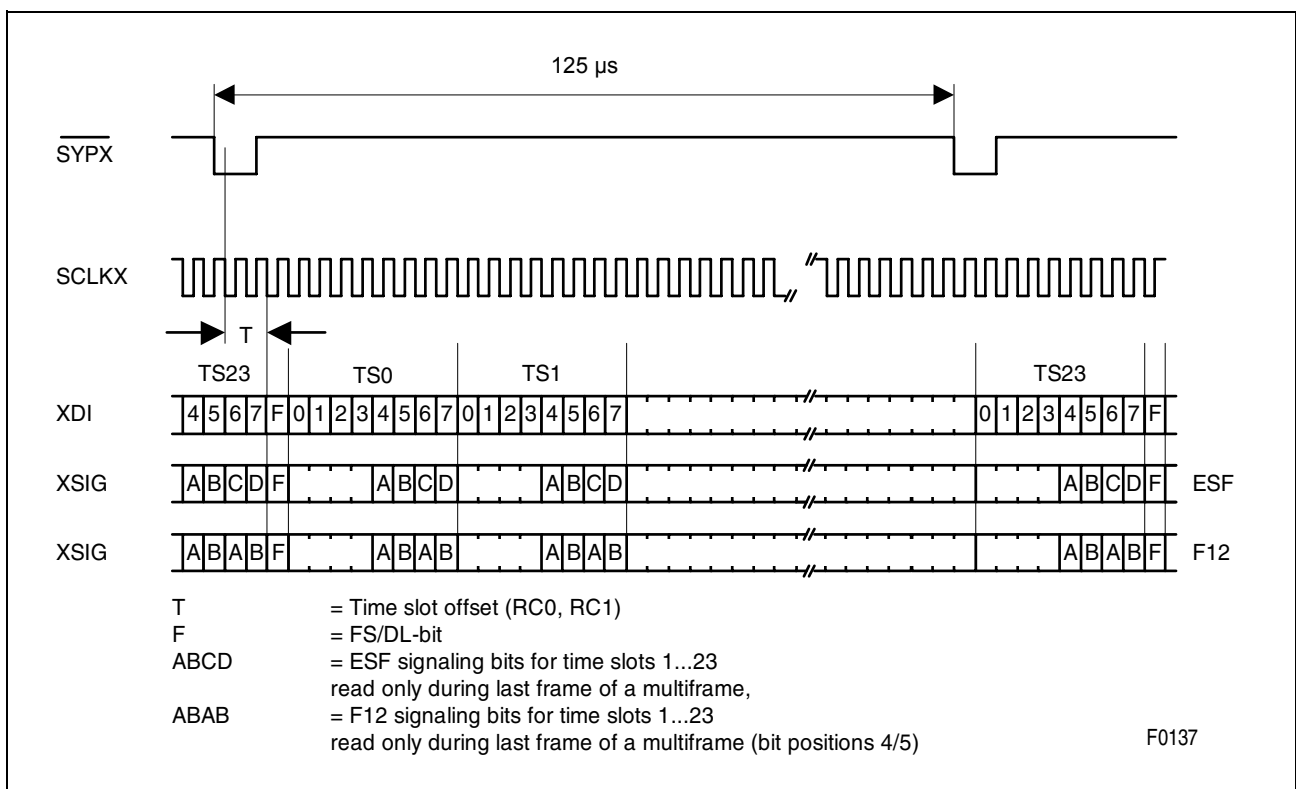 125 µs
SYPX
SCLKX
T
TS23 TS0 TS1 TS23
XDI 4 5 6 7 F 0 1 2 3 4 5 6 7 0 1 2 3 4 5 6 7 0 1 2 3 4 5 6 7 F
XSIG A B C D F A B C D A B C D A B C D F ESF
XSIG A B A B F A B A B A B A B A B A B F F12
T = Time slot offset (RC0, RC1)
F = FS/DL-bit
ABCD = ESF signaling bits for time slots 1...23
read only during last frame of a multiframe,
ABAB = F12 signaling bits for time slots 1...23
read only during last frame of a multiframe (bit positions 4/5)
F0137